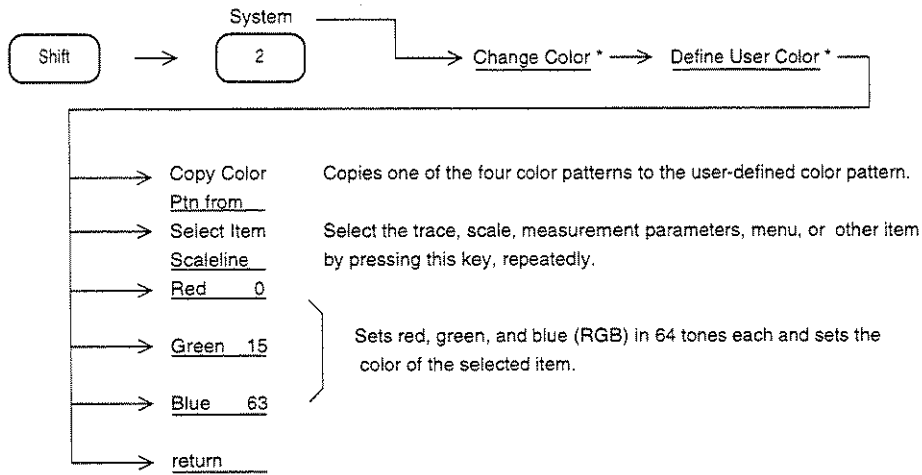 System
Shift
2
Change Color *
Define User Color *
Copy Color
Ptn from
Copies one of the four color patterns to the user-defined color pattern.
Select Item
Scaleline
Select the trace, scale, measurement parameters, menu, or other item
by pressing this key, repeatedly.
Red 0
Green 15
Blue 63
Sets red, green, and blue (RGB) in 64 tones each and sets the
color of the selected item.
return